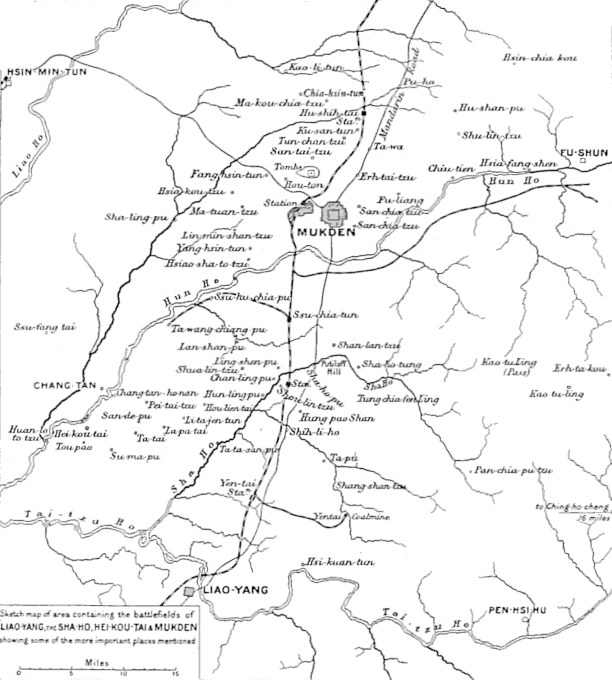 Kao-li-tun
Hsin-chia kou
HSIN-MIN-TUN
Mandarin Road
Pu-ho
Chia-hsin-tun
Ma-kou-chia-tzu
Hu-shih-tai
Sta.
Hu-shan-pu
Ku-san-tun
Tun-chan-tzu
San-tai-tzu
Ta-wa
Shu-lin-tzu
Liao Ho
FU-SHUN
Hsia-fang-shen
Tombs
Chiu-tien
Hun Ho
Fang-hsin-tun
Erh-tai-tzu
Hou-ton
Hsia-kou-tzu
Fu-liang
Station
San-chia-tzu
Ma-tuan-tzu
Sha-ling-pu
San-chia-tzu
MUKDEN
Lin-min-shan-tzu
Yang-hsin-tun
Hsiao-sha-to-tzu
Hun Ho
Ssu-hu-chia-pu
Ssu-fang-tai
Ssu-chia-tun
Ta-wang-chiang-pu
Lan-shan-pu
Shan-lan-tzu
Ling-shen-pu
Putiloff Hill
Sha-ho-tung
Kao-tu Ling
(Pass)
Erh-ta-kou
Shua-lin-tzu
Chan-ling-pu
Sha-ho-pu
Sha Ho
CHANG-TAN
Sta.
Chang-tan-ho-nan
Hun-ling-pu
Shou-lin-tzu
Tung-chia-fen Ling
Kao-tu-ling
Pei-tai-tzu
Hou-lien-tai
San-de-pu
Li-ta-jen-tun
Hung-pao Shan
Huan-lo-to-tzu
Hei-kou-tai
Ta-tai
La-pa-tai
Shih-li-ho
Tou-pao
Su-ma-pu
Ta-ta-san-pu
Ta-pu
Pan-chia-pu-tzu
Sha Ho
Yen-tai
Sta.
Shang-shan-tzu
to Ching-ho-cheng
16 miles
Tai-tzu Ho
Yentai Coalmine
Hsi-kuan-tun
LIAO-YANG
PEN-HSI HU
Tai-tzu Ho
Sketch map of area containing the battlefields of
LIAO-YANG, THE SHA-HO, HEI-KOU-TAI & MUKDEN
showing some of the more important places mentioned
Miles
0 5 10 15